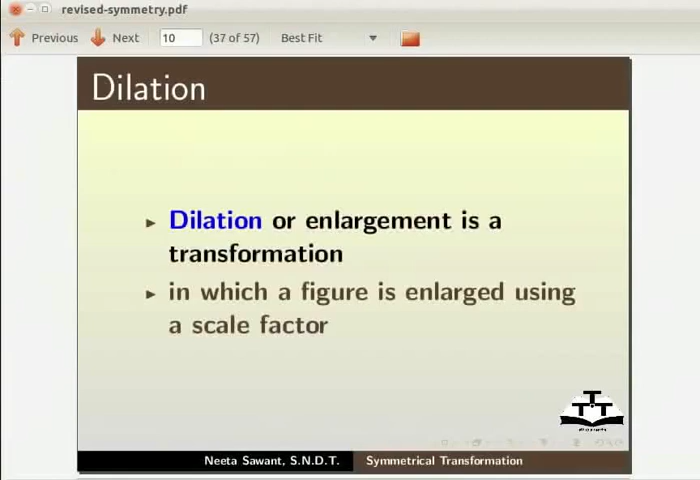 revised-symmetry.pdf
Previous Next 10 (37 of 57) Best Fit
Dilation
Dilation or enlargement is a
transformation
in which a figure is enlarged using
a scale factor
Neeta Sawant, S.N.D.T. Symmetrical Transformation